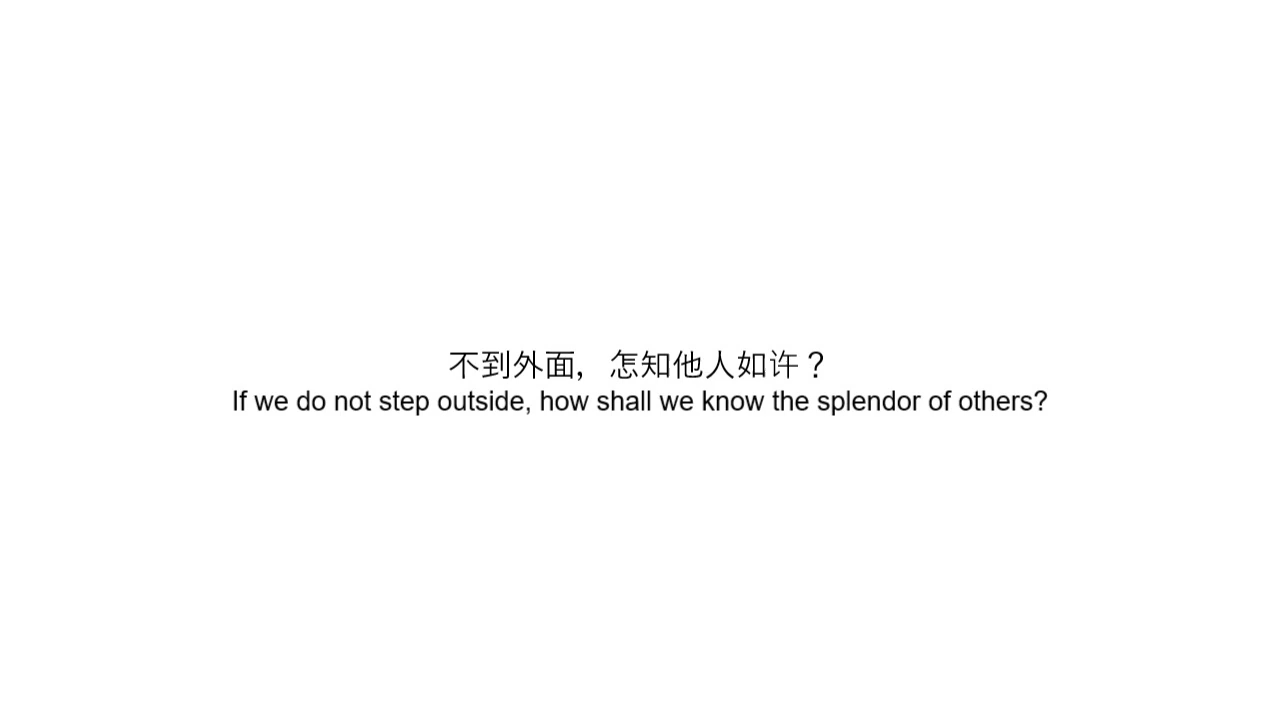 不到外面，怎知他人如许？
If we do not step outside, how shall we know the splendor of others?